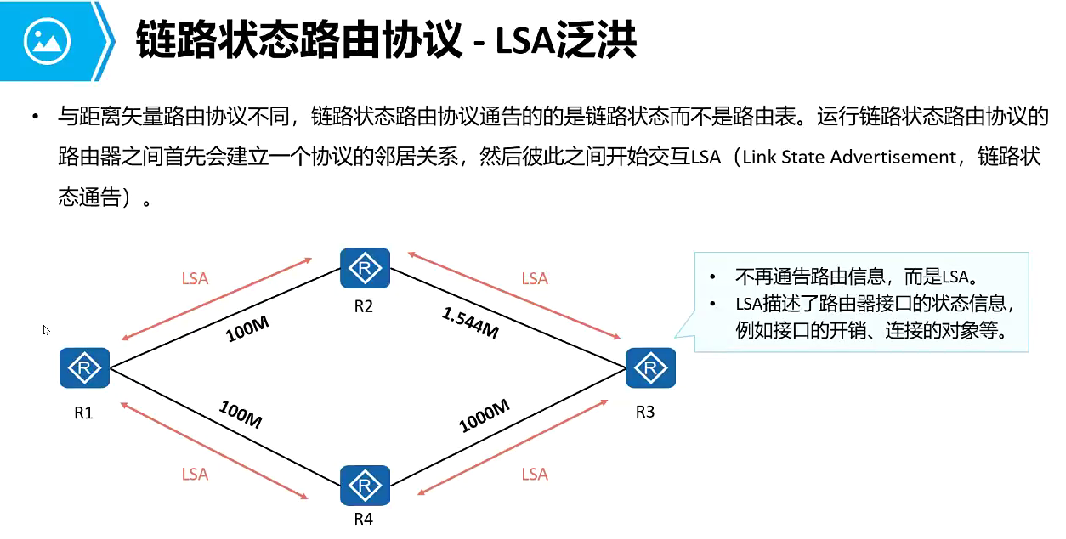 链路状态路由协议 - LSA泛洪
• 与距离矢量路由协议不同，链路状态路由协议通告的的是链路状态而不是路由表。运行链路状态路由协议的
路由器之间首先会建立一个协议的邻居关系，然后彼此之间开始交互LSA（Link State Advertisement，链路状
态通告）。
LSA
R
LSA
R2
100M
1.544M
• 不再通告路由信息，而是LSA。
• LSA描述了路由器接口的状态信息，
例如接口的开销、连接的对象等。
R
R1
R
R3
100M
1000M
LSA
R
LSA
R4